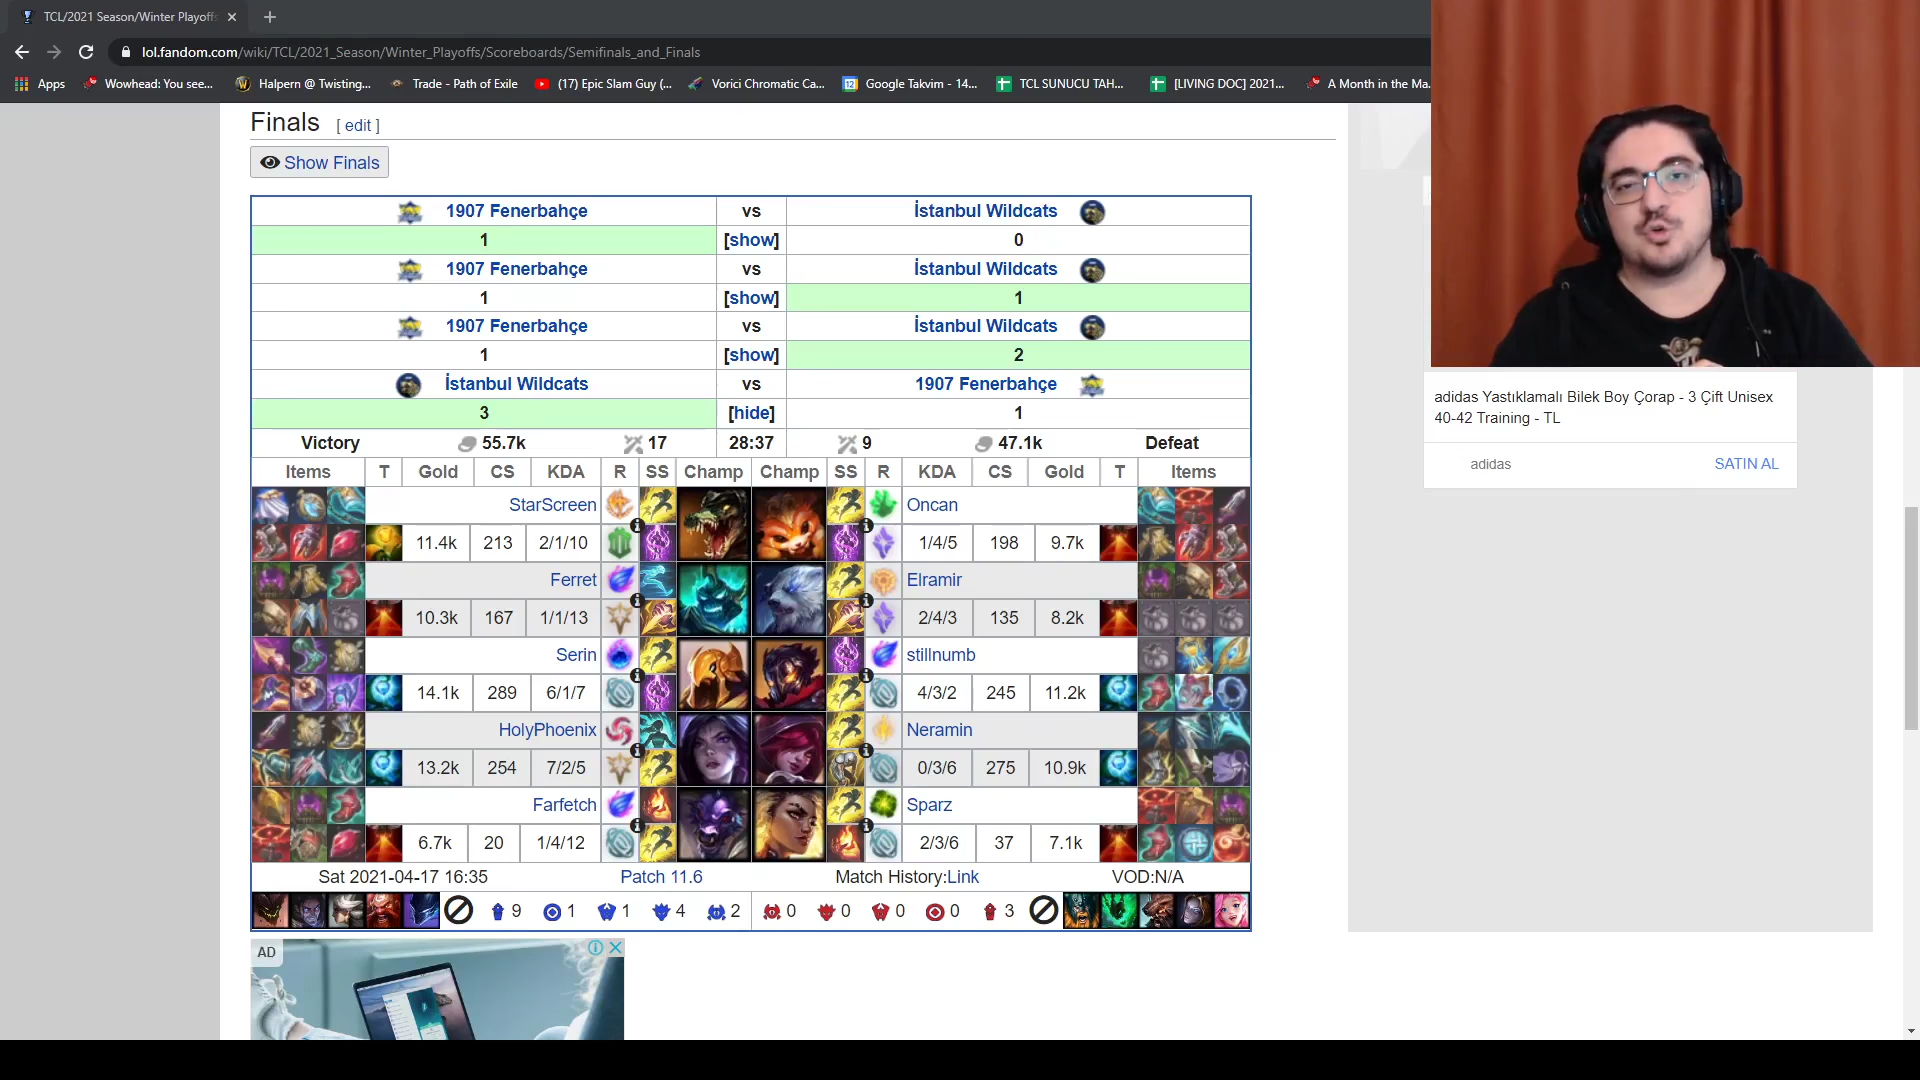 TCL/2021 Season/Winter Playoffs
lol.fandom.com/wiki/TCL/2021_Season/Winter_Playoffs/Scoreboards/Semifinals_and_Finals
Apps
Wowhead: You see...
Halpern @ Twisting...
Trade - Path of Exile
(17) Epic Slam Guy (...
Vorici Chromatic Ca...
Google Takvim - 14...
TCL SUNUCU TAH...
[LIVING DOC] 2021...
A Month in the Ma...
Finals [ edit ]
Show Finals
1907 Fenerbahçe vs İstanbul Wildcats
1 [show] 0
1907 Fenerbahçe vs İstanbul Wildcats
1 [show] 1
1907 Fenerbahçe vs İstanbul Wildcats
1 [show] 2
İstanbul Wildcats vs 1907 Fenerbahçe
3 [hide] 1
Victory 55.7k 17 28:37 9 47.1k Defeat
Items T Gold CS KDA R SS Champ Champ SS R KDA CS Gold T Items
StarScreen Oncan
11.4k 213 2/1/10 1/4/5 198 9.7k
Ferret Elramir
10.3k 167 1/1/13 2/4/3 135 8.2k
Serin stillnumb
14.1k 289 6/1/7 4/3/2 245 11.2k
HolyPhoenix Neramin
13.2k 254 7/2/5 0/3/6 275 10.9k
Farfetch Sparz
6.7k 20 1/4/12 2/3/6 37 7.1k
Sat 2021-04-17 16:35 Patch 11.6 Match History:Link VOD:N/A
9 1 1 4 2 0 0 0 0 3
AD
adidas Yastıklamalı Bilek Boy Çorap - 3 Çift Unisex
40-42 Training - TL
adidas SATIN AL